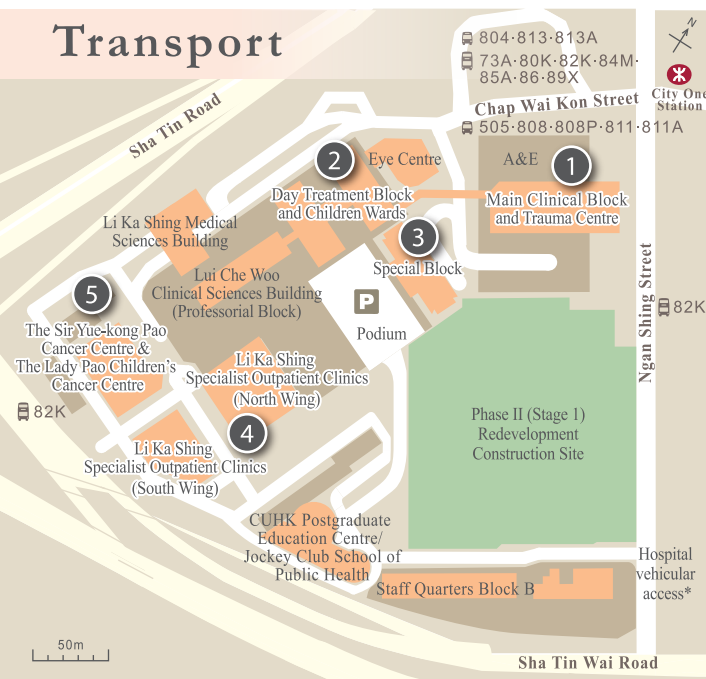 Transport
N
804·813·813A
73A·80K·82K·84M·
85A·86·89X
City One
Station
Chap Wai Kon Street
505·808·808P·811·811A
Sha Tin Road
2
Eye Centre
A&E
1
Day Treatment Block
and Children Wards
Main Clinical Block
and Trauma Centre
Li Ka Shing Medical
Sciences Building
3
Special Block
Lui Che Woo
Clinical Sciences Building
(Professorial Block)
P
Podium
Ngan Shing Street
82K
5
The Sir Yue-kong Pao
Cancer Centre &
The Lady Pao Children's
Cancer Centre
Li Ka Shing
Specialist Outpatient Clinics
(North Wing)
82K
4
Li Ka Shing
Specialist Outpatient Clinics
(South Wing)
Phase II (Stage 1)
Redevelopment
Construction Site
CUHK Postgraduate
Education Centre/
Jockey Club School of
Public Health
Hospital
vehicular
access*
Staff Quarters Block B
50m
Sha Tin Wai Road